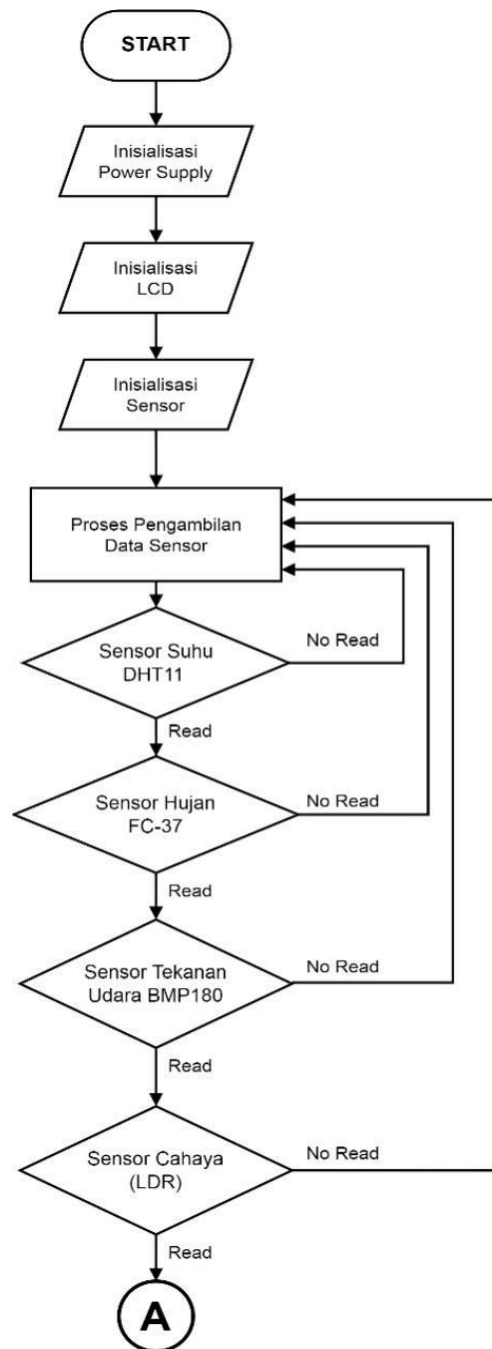 START
Inisialisasi
Power Supply
Inisialisasi
LCD
Inisialisasi
Sensor
Proses Pengambilan
Data Sensor
Sensor Suhu
DHT11
No Read
Read
Sensor Hujan
FC-37
No Read
Read
Sensor Tekanan
Udara BMP180
No Read
Read
Sensor Cahaya
(LDR)
No Read
Read
A